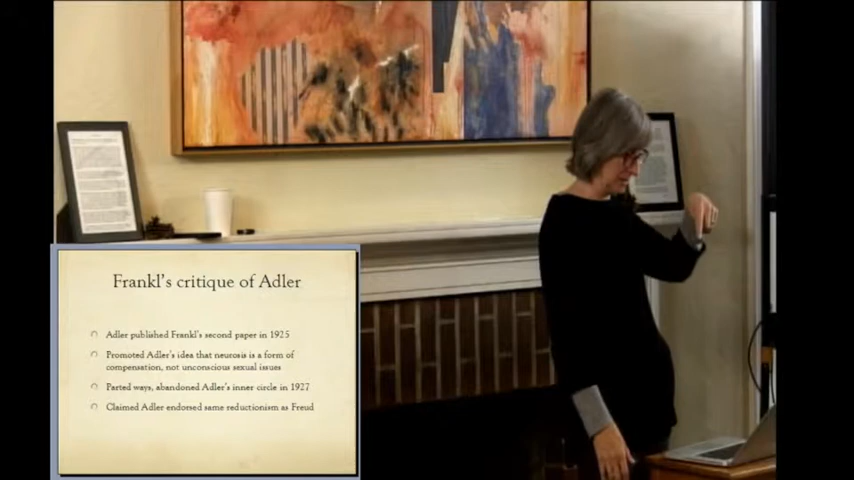 Frankl's critique of Adler
Adler published Frankl's second paper in 1925
Promoted Adler's idea that neurosis is a form of
compensation, not unconscious sexual issues
Parted ways, abandoned Adler's inner circle in 1927
Claimed Adler endorsed same reductionism as Freud